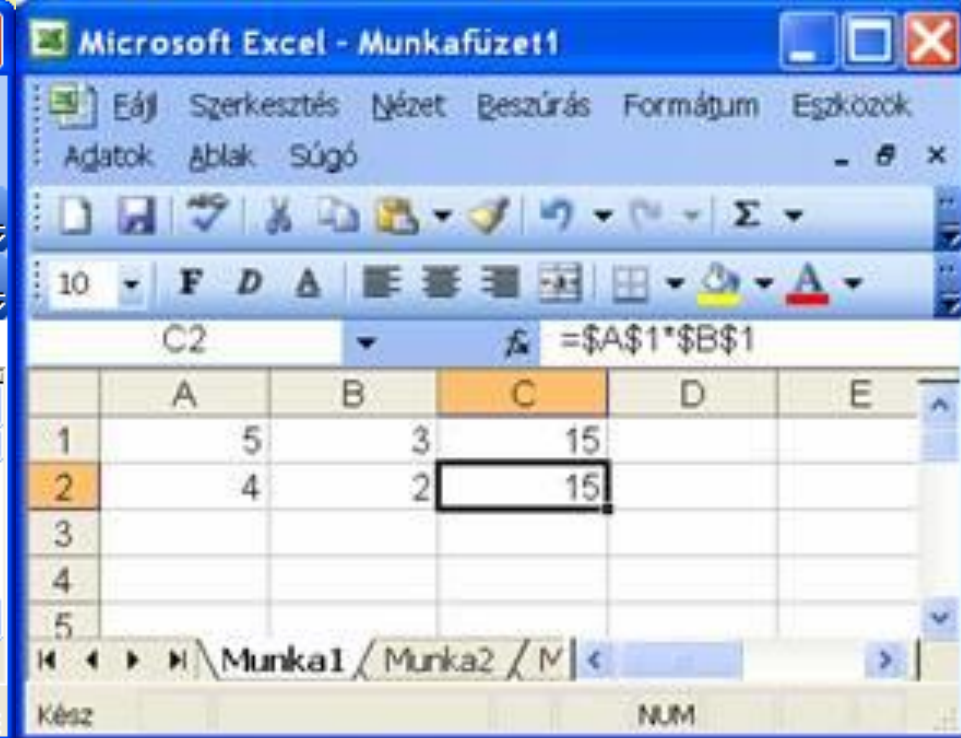 Microsoft Excel - Munkafüzet1
Fájl Szerkesztés Nézet Beszúrás Formátum Eszközök
Adatok Ablak Súgó
10 F D A A
C2 fx =$A$1*$B$1
A B C D E
1 5 3 15
2 4 2 15
3
4
5
Munka1 Munka2 M
Kész NUM